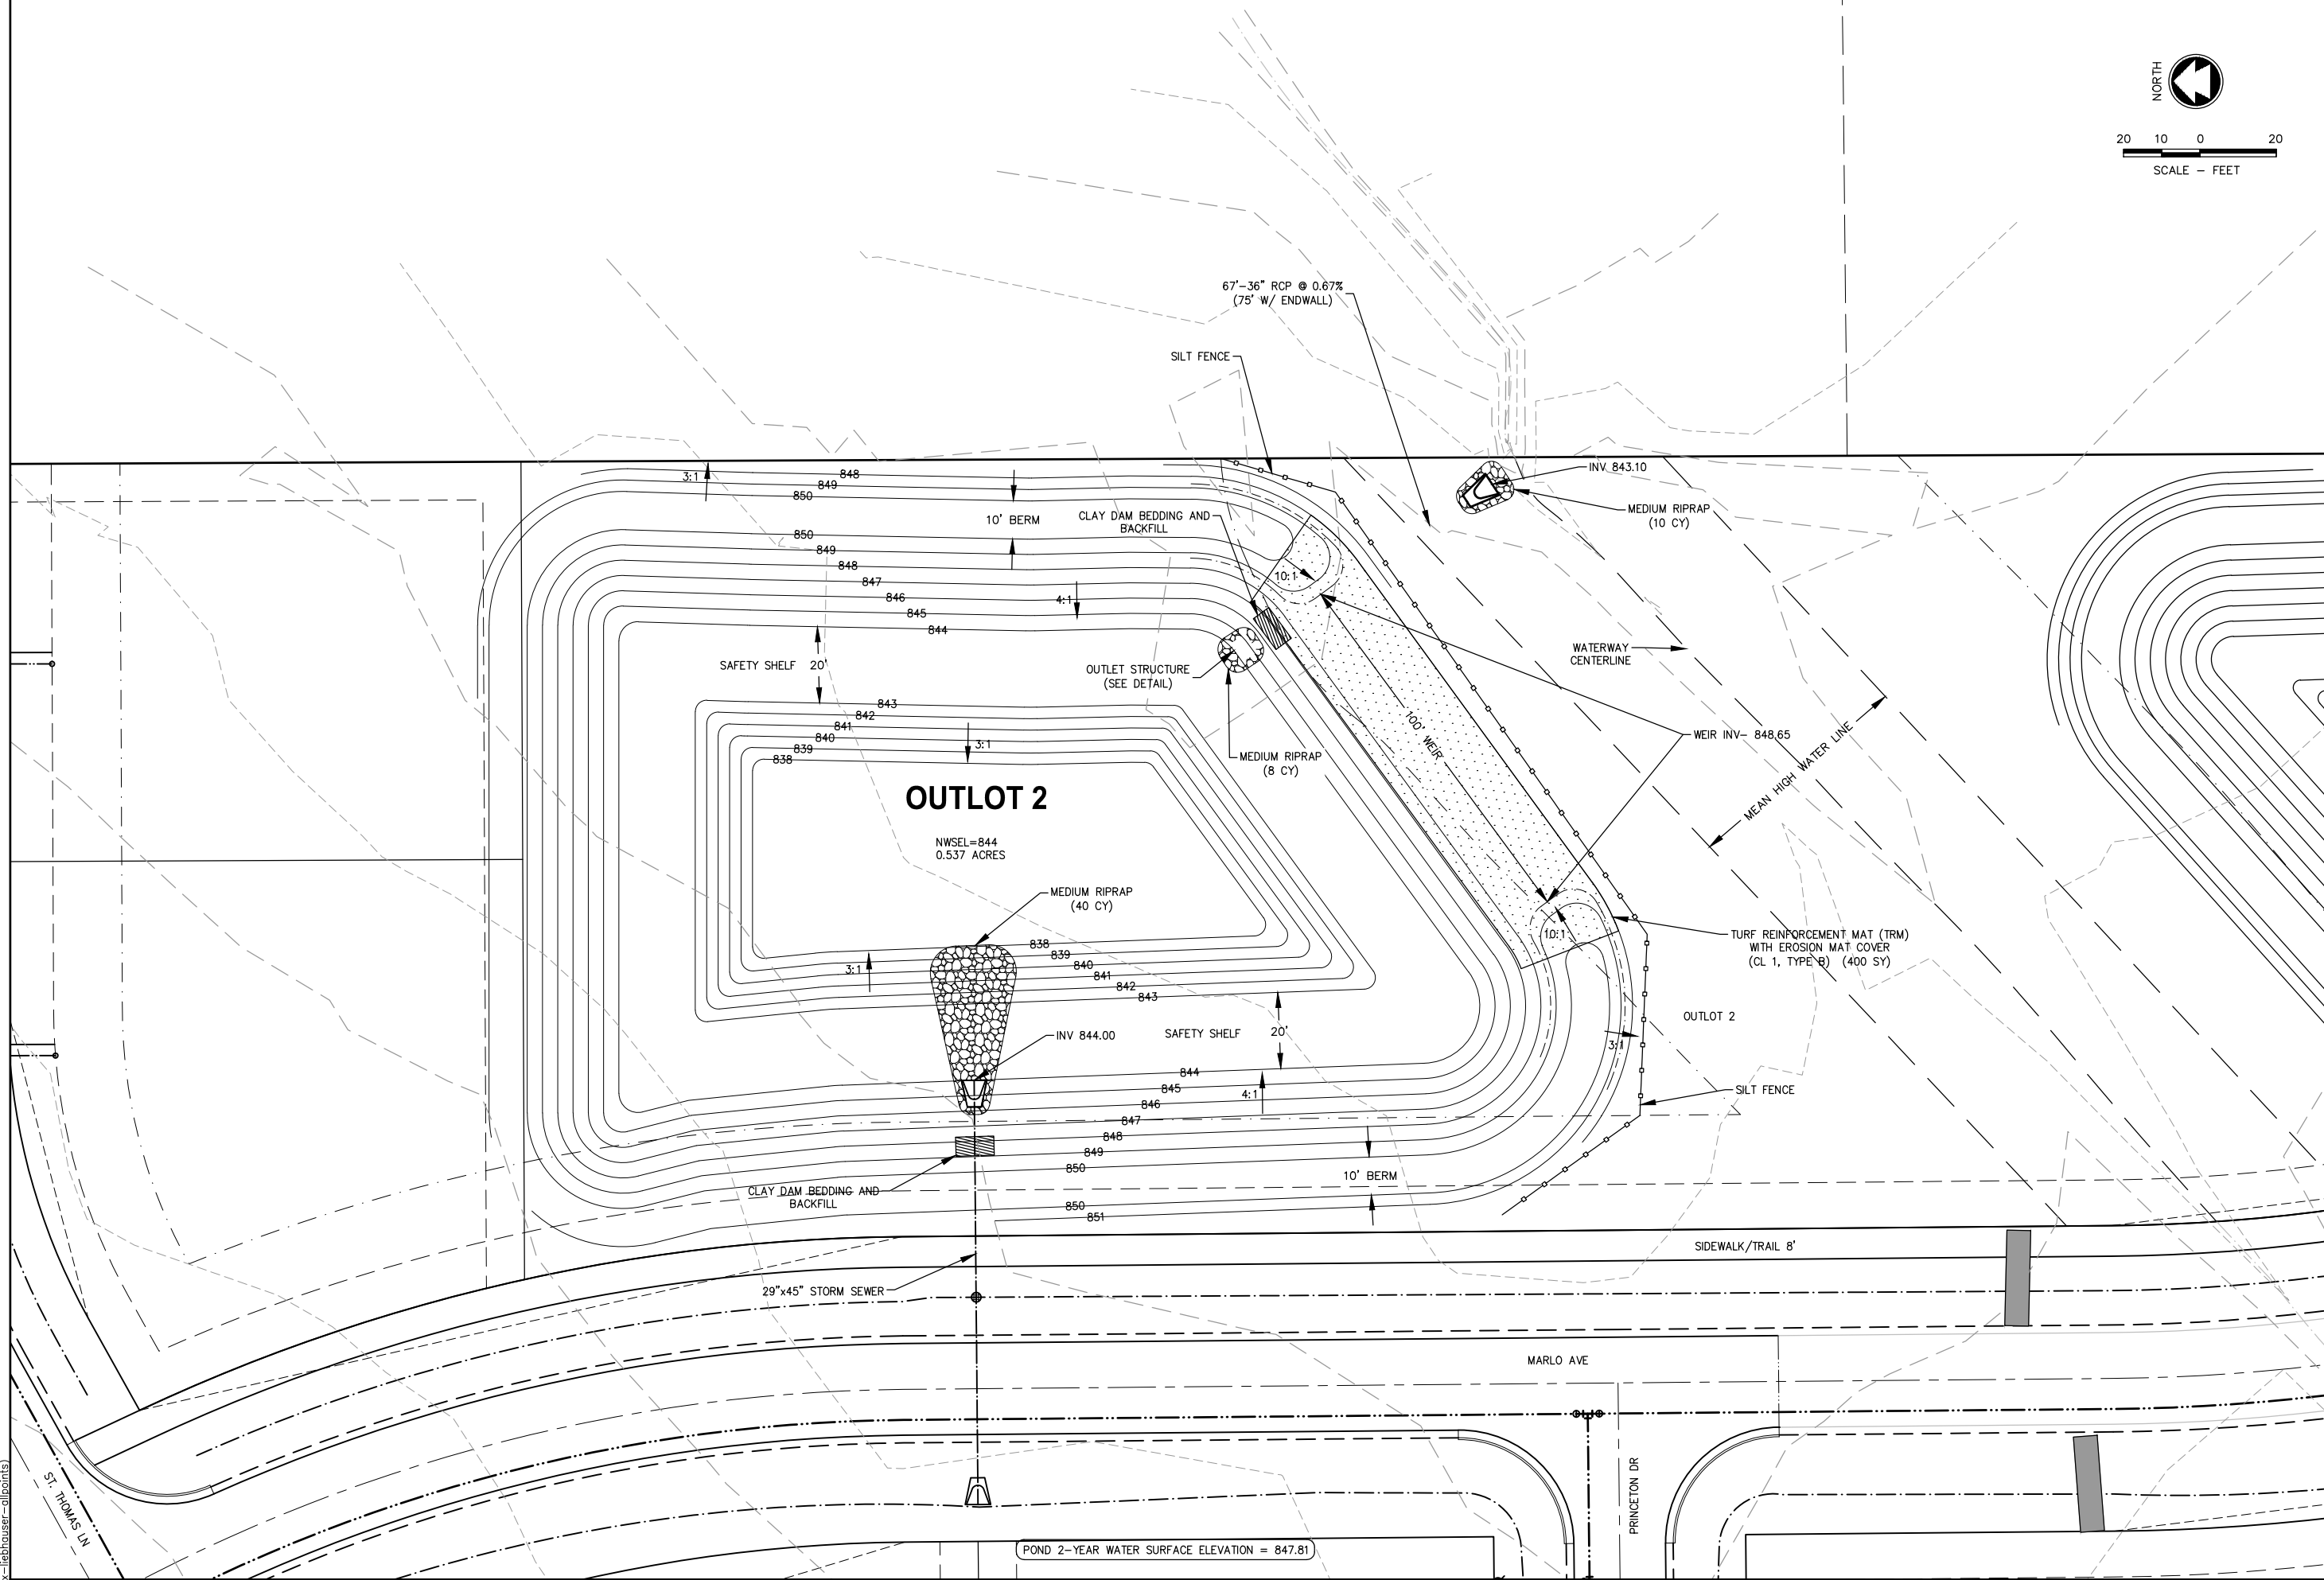 NORTH
20 10 0 20
SCALE – FEET
67'–36" RCP @ 0.67%
(75' W/ ENDWALL)
SILT FENCE
INV 843.10
MEDIUM RIPRAP
(10 CY)
3:1
848
849
850
10' BERM
CLAY DAM BEDDING AND
BACKFILL
850
849
848
847
846
845
844
4:1
10:1
SAFETY SHELF 20'
OUTLET STRUCTURE
(SEE DETAIL)
WATERWAY
CENTERLINE
843
842
841
840
839
838
3:1
100' WEIR
MEDIUM RIPRAP
(8 CY)
WEIR INV– 848.65
MEAN HIGH WATER LINE
OUTLOT 2
NWSEL=844
0.537 ACRES
MEDIUM RIPRAP
(40 CY)
10:1
TURF REINFORCEMENT MAT (TRM)
WITH EROSION MAT COVER
(CL 1, TYPE B) (400 SY)
838
839
840
841
842
843
3:1
INV 844.00
SAFETY SHELF 20'
OUTLOT 2
3:1
844
845
846
847
848
849
850
4:1
SILT FENCE
10' BERM
CLAY DAM BEDDING AND
BACKFILL
850
851
SIDEWALK/TRAIL 8'
29"x45" STORM SEWER
MARLO AVE
ST. THOMAS LN
PRINCETON DR
POND 2–YEAR WATER SURFACE ELEVATION = 847.81
x–liebhauser–allpoints)